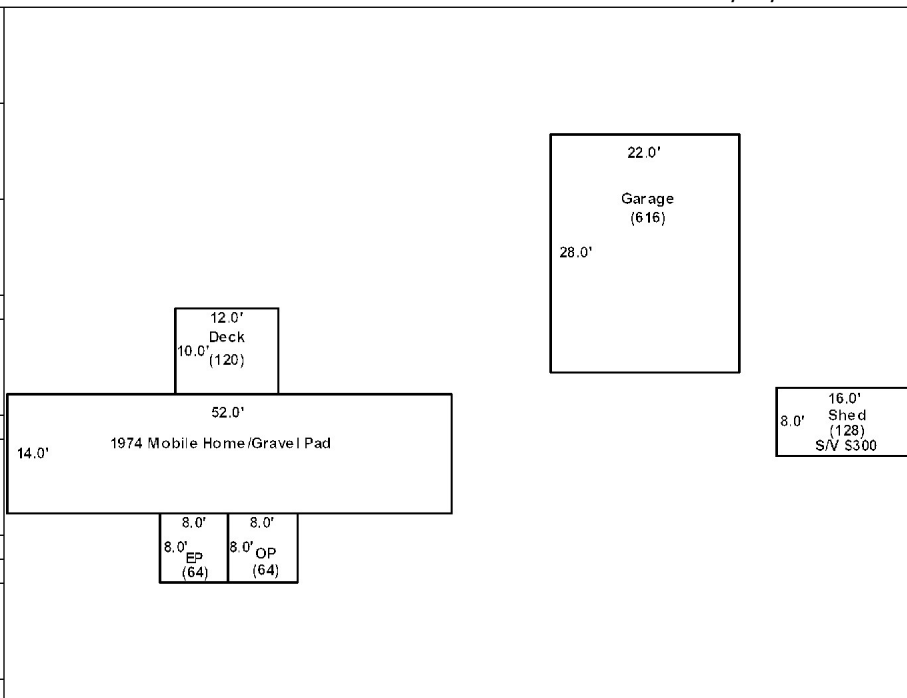 22.0'
Garage
(616)
28.0'
12.0'
Deck
10.0'
(120)
52.0'
1974 Mobile Home/Gravel Pad
14.0'
16.0'
8.0'
Shed
(128)
S/V S300
8.0'
8.0'
EP
(64)
8.0'
8.0'
OP
(64)